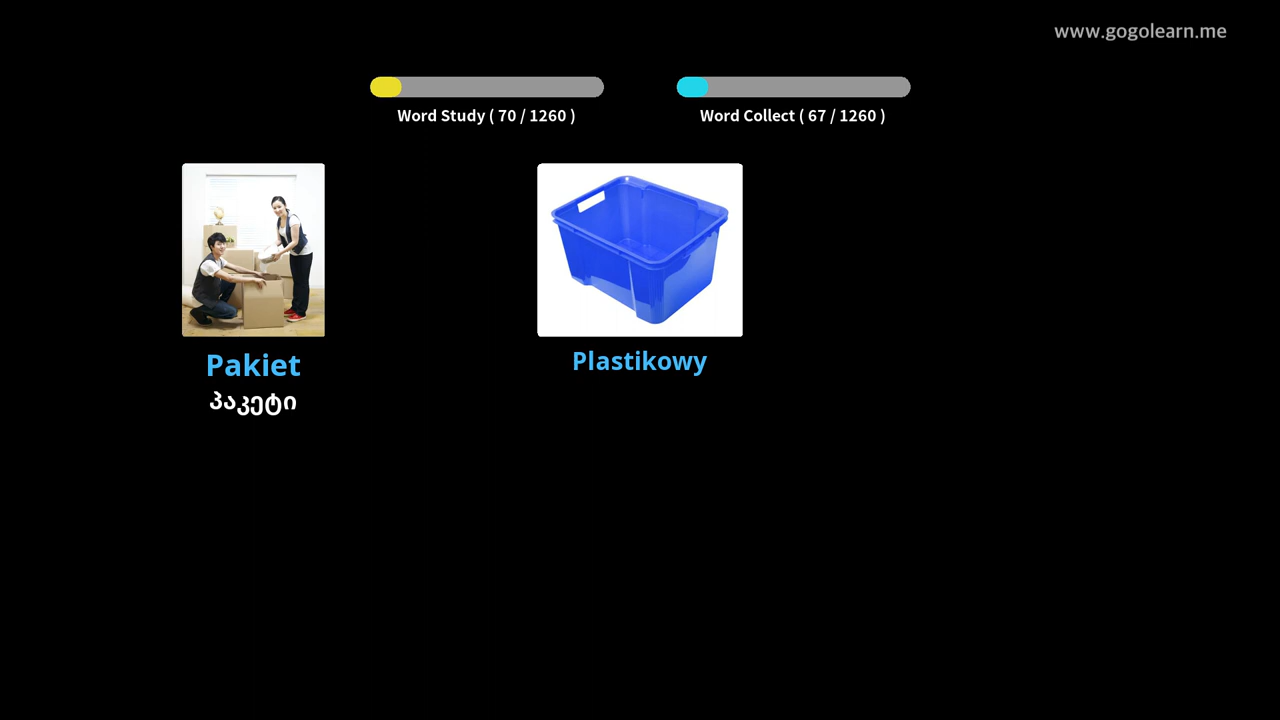 www.gogolearn.me
Word Study ( 70 / 1260 )
Word Collect ( 67 / 1260 )
Pakiet
პაკეტი
Plastikowy